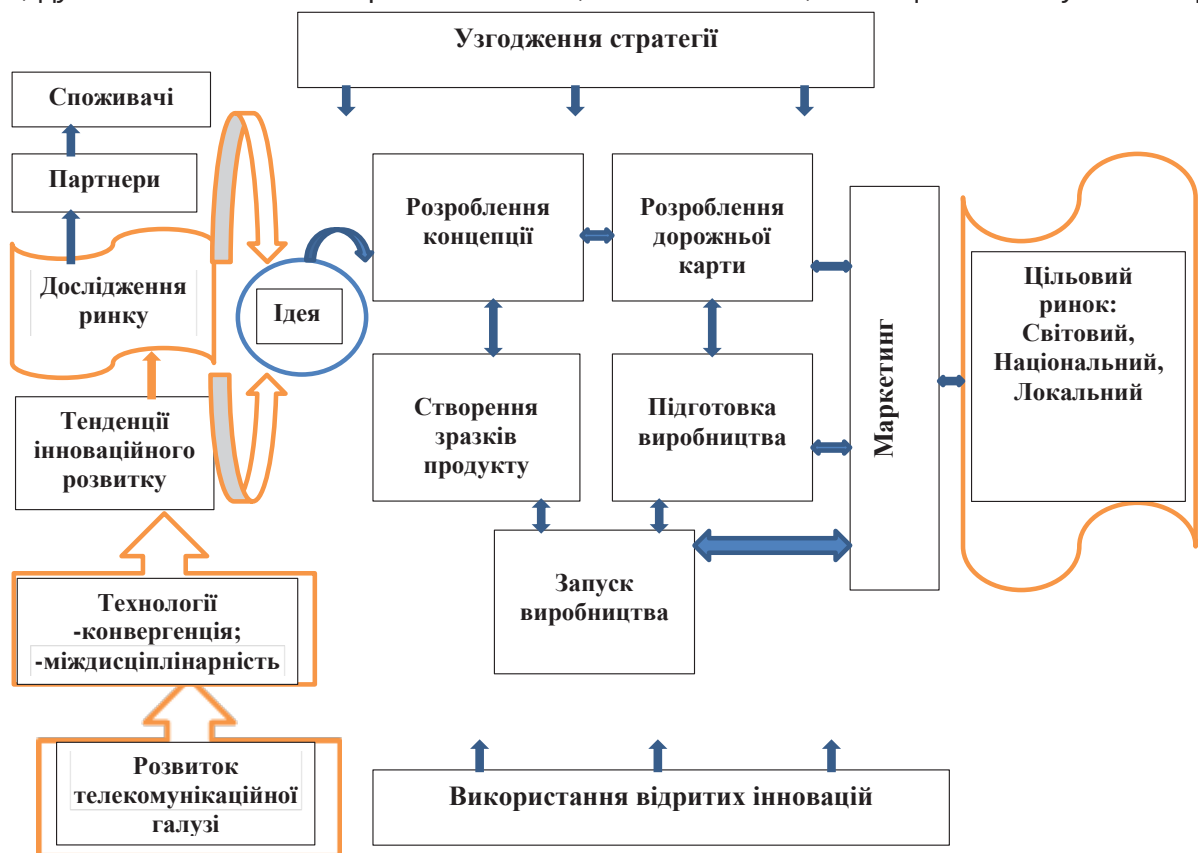 Узгодження стратегії
Споживачі
Партнери
Дослідження
ринку
Ідея
Тенденції
інноваційного
розвитку
Технології
-конвергенція;
-міждисціплінарність
Розвиток
телекомунікаційної
галузі
Розроблення
концепції
Розроблення
дорожньої
карти
Створення
зразків
продукту
Підготовка
виробництва
Запуск
виробництва
Маркетинг
Цільовий
ринок:
Світовий,
Національний,
Локальний
Використання відритих інновацій